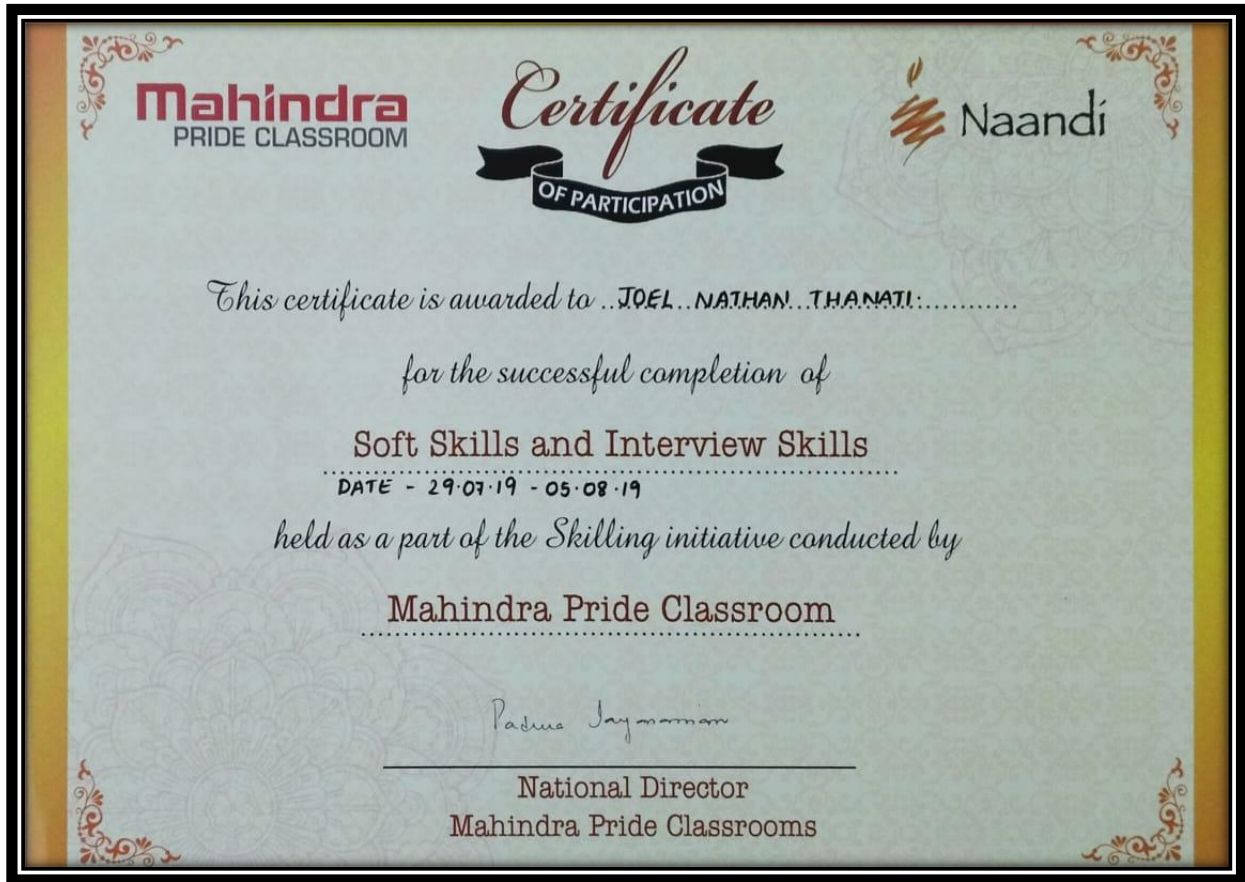 Mahindra
PRIDE CLASSROOM
Certificate
OF PARTICIPATION
Naandi
This certificate is awarded to ..JOEL..NATHAN...THANATI:...........
for the successful completion of
Soft Skills and Interview Skills
DATE - 29.07.19 - 05.08.19
held as a part of the Skilling initiative conducted by
Mahindra Pride Classroom
Padma
National Director
Mahindra Pride Classrooms